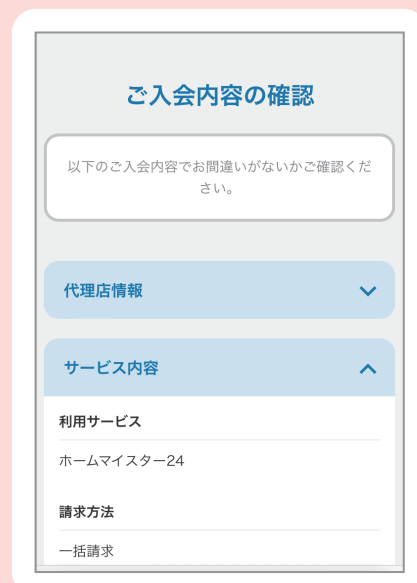 ご入会内容の確認
以下のご入会内容でお間違いがないかご確認くだ
さい。
代理店情報
サービス内容
利用サービス
ホームマイスター24
請求方法
一括請求